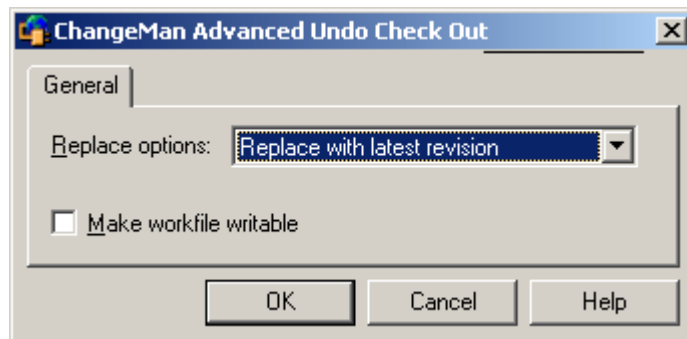 ChangeMan Advanced Undo Check Out
General
Replace options: Replace with latest revision
Make workfile writable
OK Cancel Help